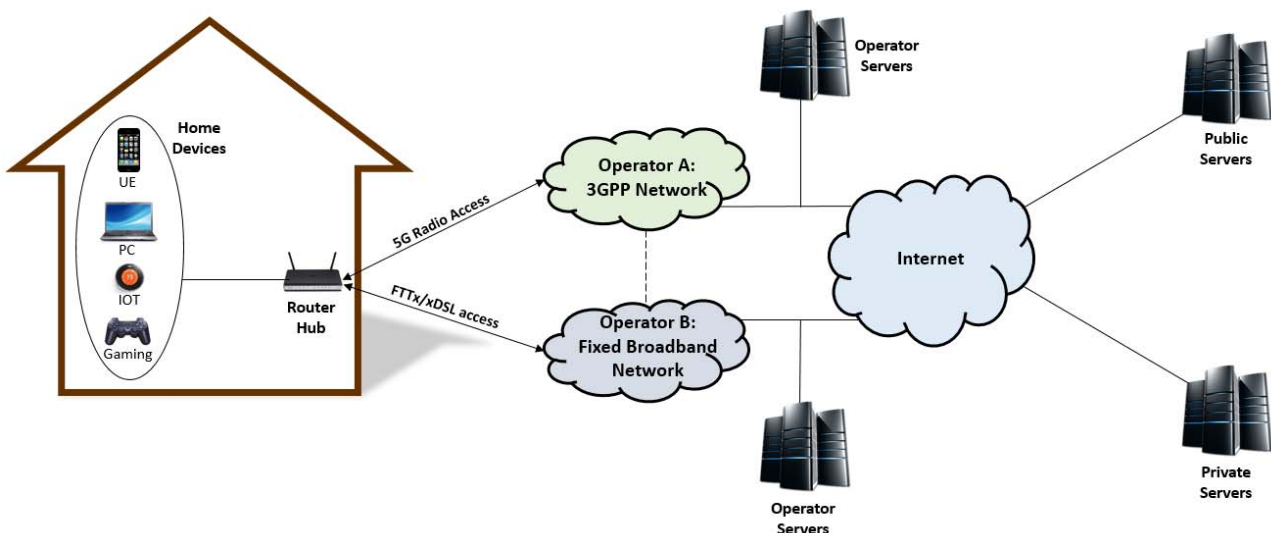 Home
Devices
UE
PC
IOT
Gaming
Router
Hub
5G Radio Access
FTTx/xDSL access
Operator A:
3GPP Network
Operator B:
Fixed Broadband
Network
Operator
Servers
Internet
Operator
Servers
Public
Servers
Private
Servers